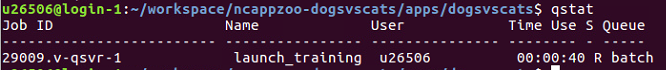 u26506@login-1:~/workspace/ncappzoo-dogsvscats/apps/dogsvscats$ qstat
Job ID                    Name             User            Time Use S Queue
------------------------- ---------------- --------------- -------- - -----
29009.v-qsvr-1             launch_training  u26506          00:00:40 R batch